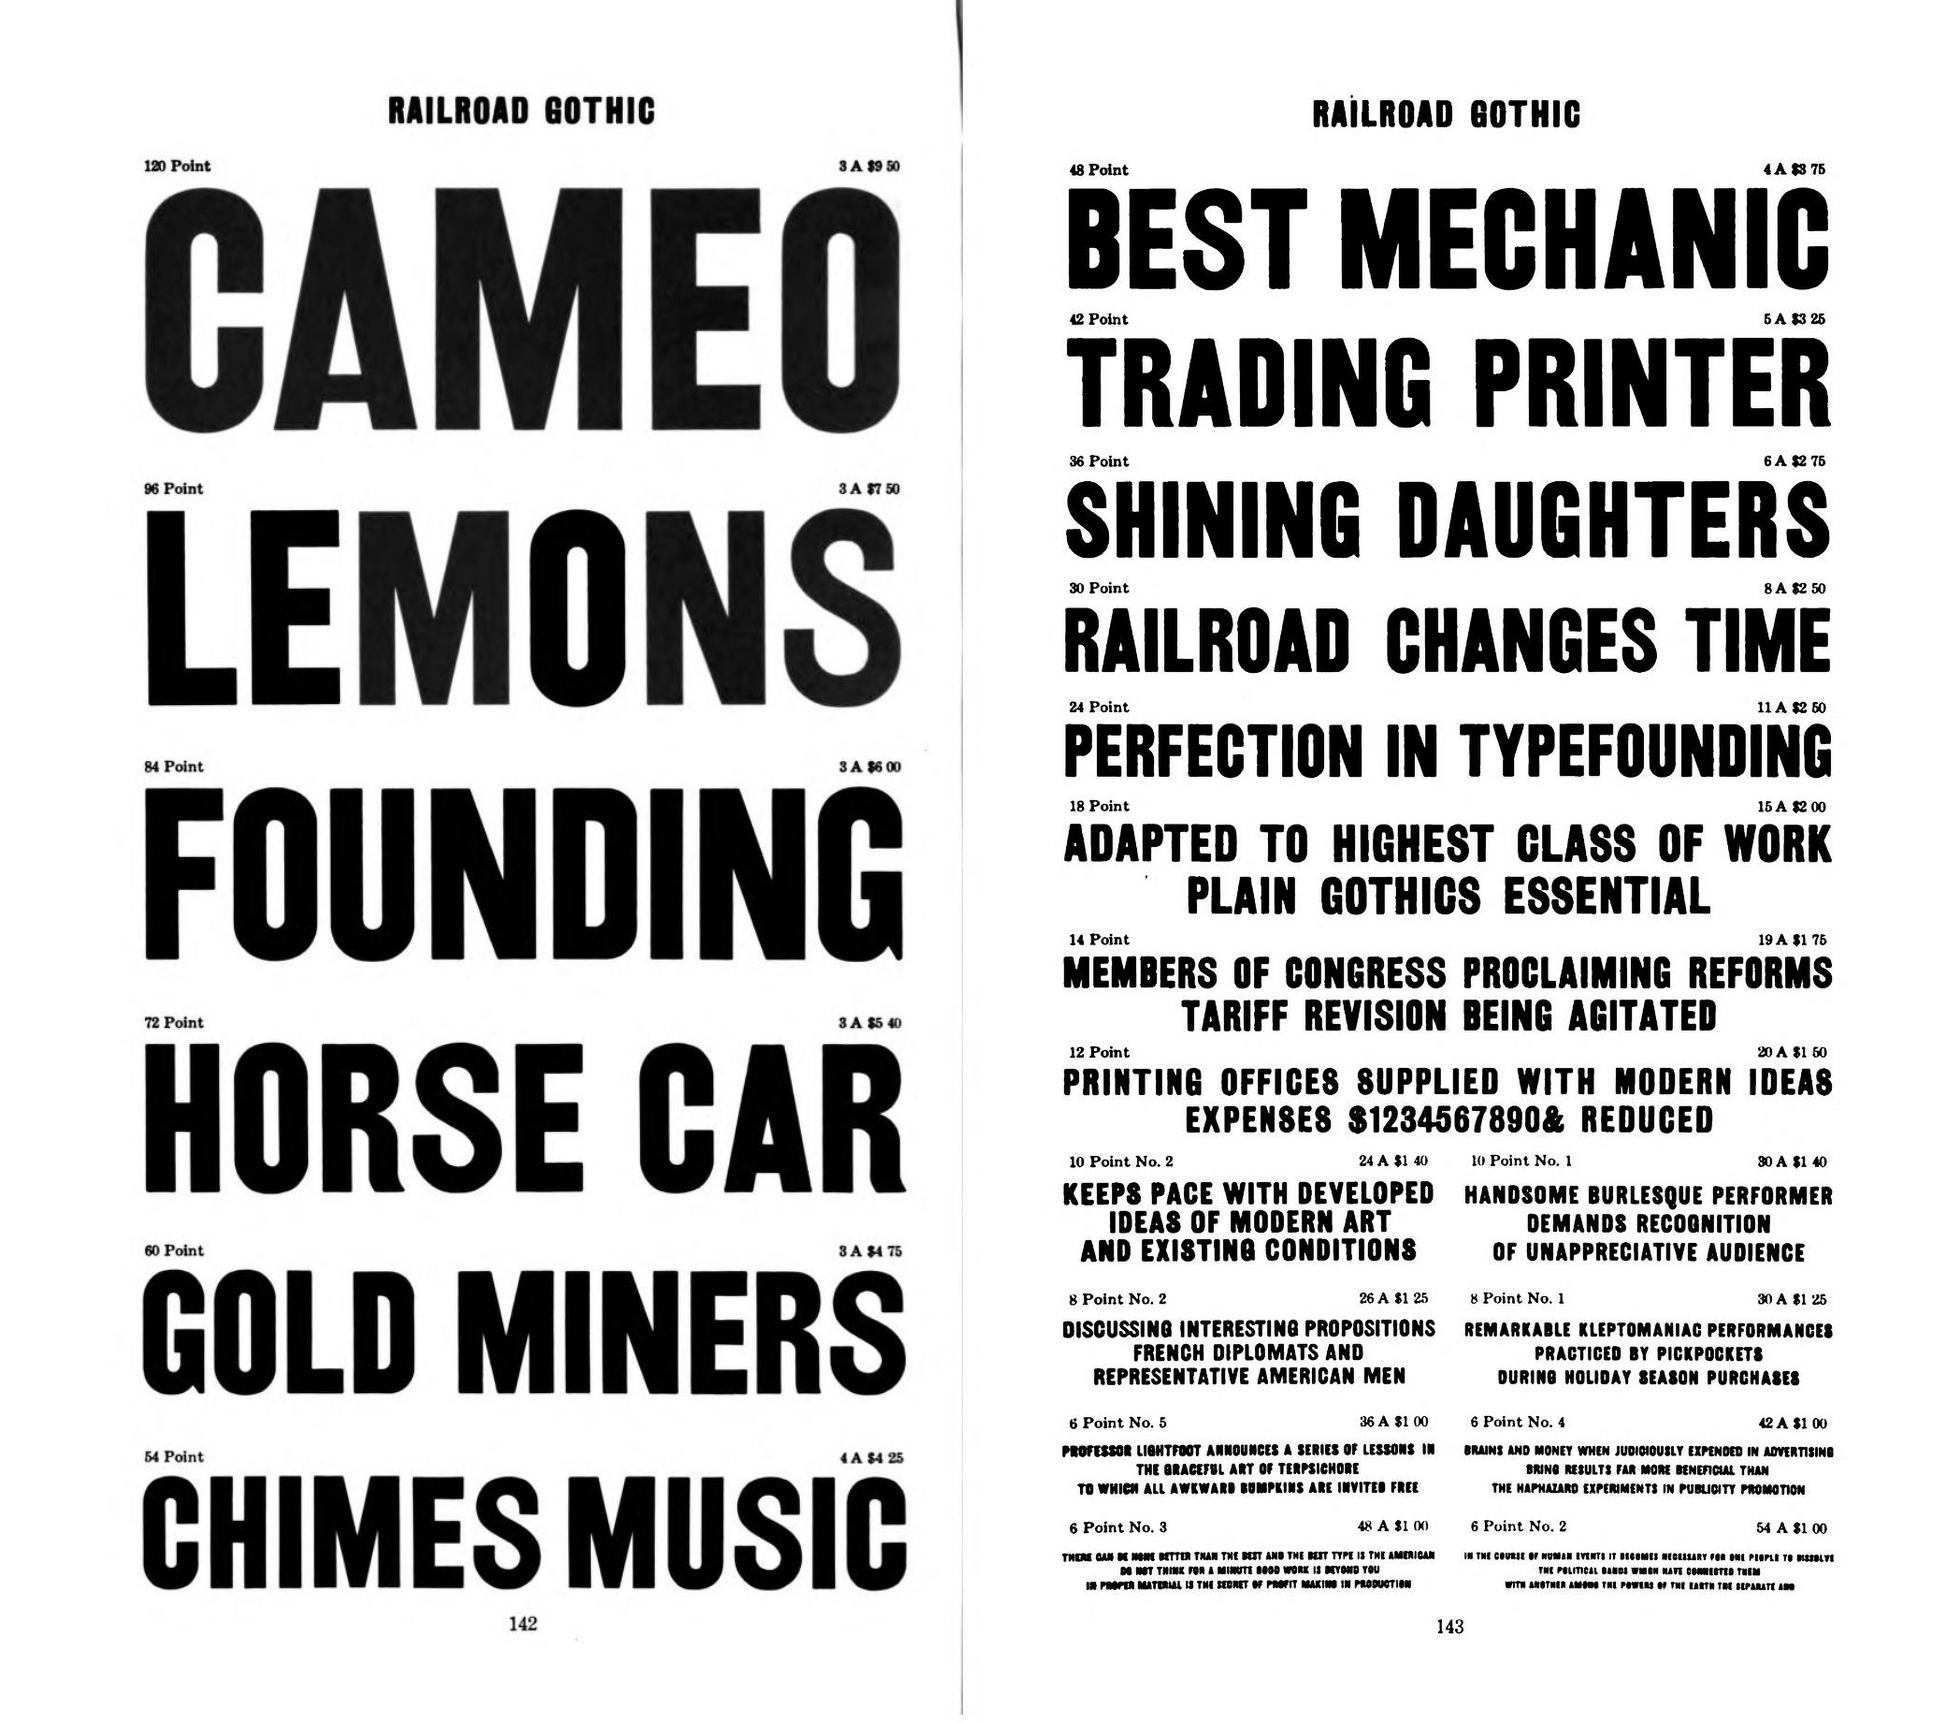 RAILROAD GOTHIC
120 Point 3 A $9 50
CAMEO
96 Point 3 A $7 50
LEMONS
84 Point 3 A $6 00
FOUNDING
72 Point 3 A $5 40
HORSE CAR
60 Point 3 A $4 75
GOLD MINERS
54 Point 4 A $4 25
CHIMES MUSIC
142
RAILROAD GOTHIC
48 Point 4 A $3 75
BEST MECHANIC
42 Point 5 A $3 25
TRADING PRINTER
36 Point 6 A $2 75
SHINING DAUGHTERS
30 Point 8 A $2 50
RAILROAD CHANGES TIME
24 Point 11 A $2 50
PERFECTION IN TYPEFOUNDING
18 Point 15 A $2 00
ADAPTED TO HIGHEST CLASS OF WORK
PLAIN GOTHICS ESSENTIAL
14 Point 19 A $1 75
MEMBERS OF CONGRESS PROCLAIMING REFORMS
TARIFF REVISION BEING AGITATED
12 Point 20 A $1 50
PRINTING OFFICES SUPPLIED WITH MODERN IDEAS
EXPENSES $1234567890& REDUCED
10 Point No. 2 24 A $1 40
KEEPS PACE WITH DEVELOPED
IDEAS OF MODERN ART
AND EXISTING CONDITIONS
10 Point No. 1 30 A $1 40
HANDSOME BURLESQUE PERFORMER
DEMANDS RECOGNITION
OF UNAPPRECIATIVE AUDIENCE
8 Point No. 2 26 A $1 25
DISCUSSING INTERESTING PROPOSITIONS
FRENCH DIPLOMATS AND
REPRESENTATIVE AMERICAN MEN
8 Point No. 1 30 A $1 25
REMARKABLE KLEPTOMANIAC PERFORMANCES
PRACTICED BY PICKPOCKETS
DURING HOLIDAY SEASON PURCHASES
6 Point No. 5 36 A $1 00
PROFESSOR LIGHTFOOT ANNOUNCES A SERIES OF LESSONS IN
THE GRACEFUL ART OF TERPSICHORE
TO WHICH ALL AWKWARD BUMPKINS ARE INVITED FREE
6 Point No. 4 42 A $1 00
BRAINS AND MONEY WHEN JUDICIOUSLY EXPENDED IN ADVERTISING
BRING RESULTS FAR MORE BENEFICIAL THAN
THE HAPHAZARD EXPERIMENTS IN PUBLICITY PROMOTION
6 Point No. 3 48 A $1 00
THERE CAN BE NONE BETTER THAN THE BEST AND THE BEST TYPE IS THE AMERICAN
DO NOT THINK FOR A MINUTE GOOD WORK IS BEYOND YOU
IN PROPER MATERIAL IS THE SECRET OF PROFIT MAKING IN PRODUCTION
6 Point No. 2 54 A $1 00
IN THE COURSE OF HUMAN EVENTS IT BECOMES NECESSARY FOR ONE PEOPLE TO DISSOLVE
THE POLITICAL BANDS WHICH HAVE CONNECTED THEM
WITH ANOTHER AMONG THE POWERS OF THE EARTH THE SEPARATE AND
143